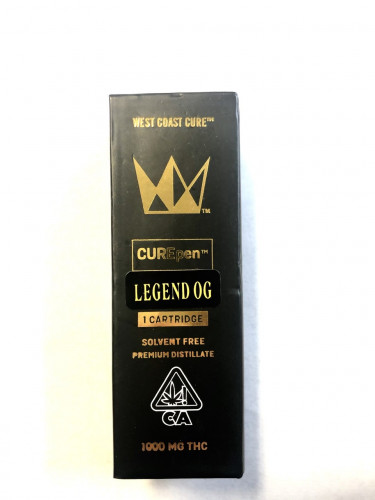 WEST COAST CURE™
TM
CUREpen™
LEGEND OG
1 CARTRIDGE
SOLVENT FREE
PREMIUM DISTILLATE
CA
1000 MG THC